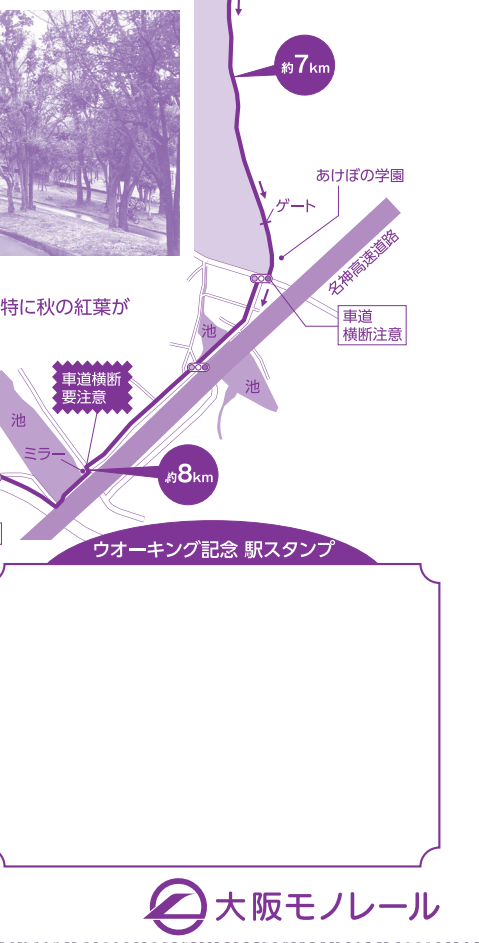 約7km
あけぼの学園
ゲート
名神高速道路
特に秋の紅葉が
車道
横断注意
池
車道横断
要注意
池
池
ミラー
約8km
ウオーキング記念 駅スタンプ
大阪モノレール